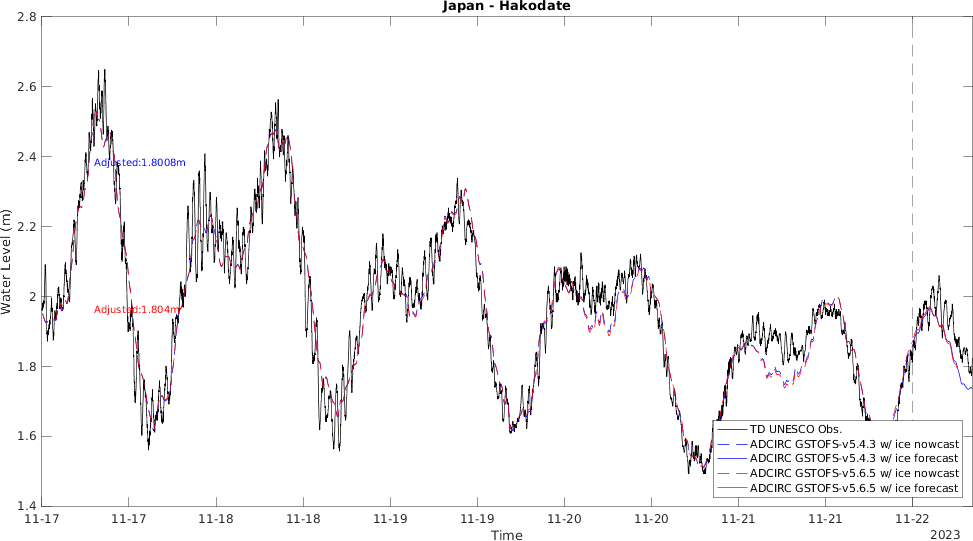 Japan - Hakodate
Water Level (m)
2.8
2.6
2.4
2.2
2
1.8
1.6
1.4
Adjusted:1.8008m
Adjusted:1.804m
TD UNESCO Obs.
ADCIRC GSTOFS-v5.4.3 w/ ice nowcast
ADCIRC GSTOFS-v5.4.3 w/ ice forecast
ADCIRC GSTOFS-v5.6.5 w/ ice nowcast
ADCIRC GSTOFS-v5.6.5 w/ ice forecast
11-17 11-17 11-18 11-18 11-19 11-19 11-20 11-20 11-21 11-21 11-22
Time
2023